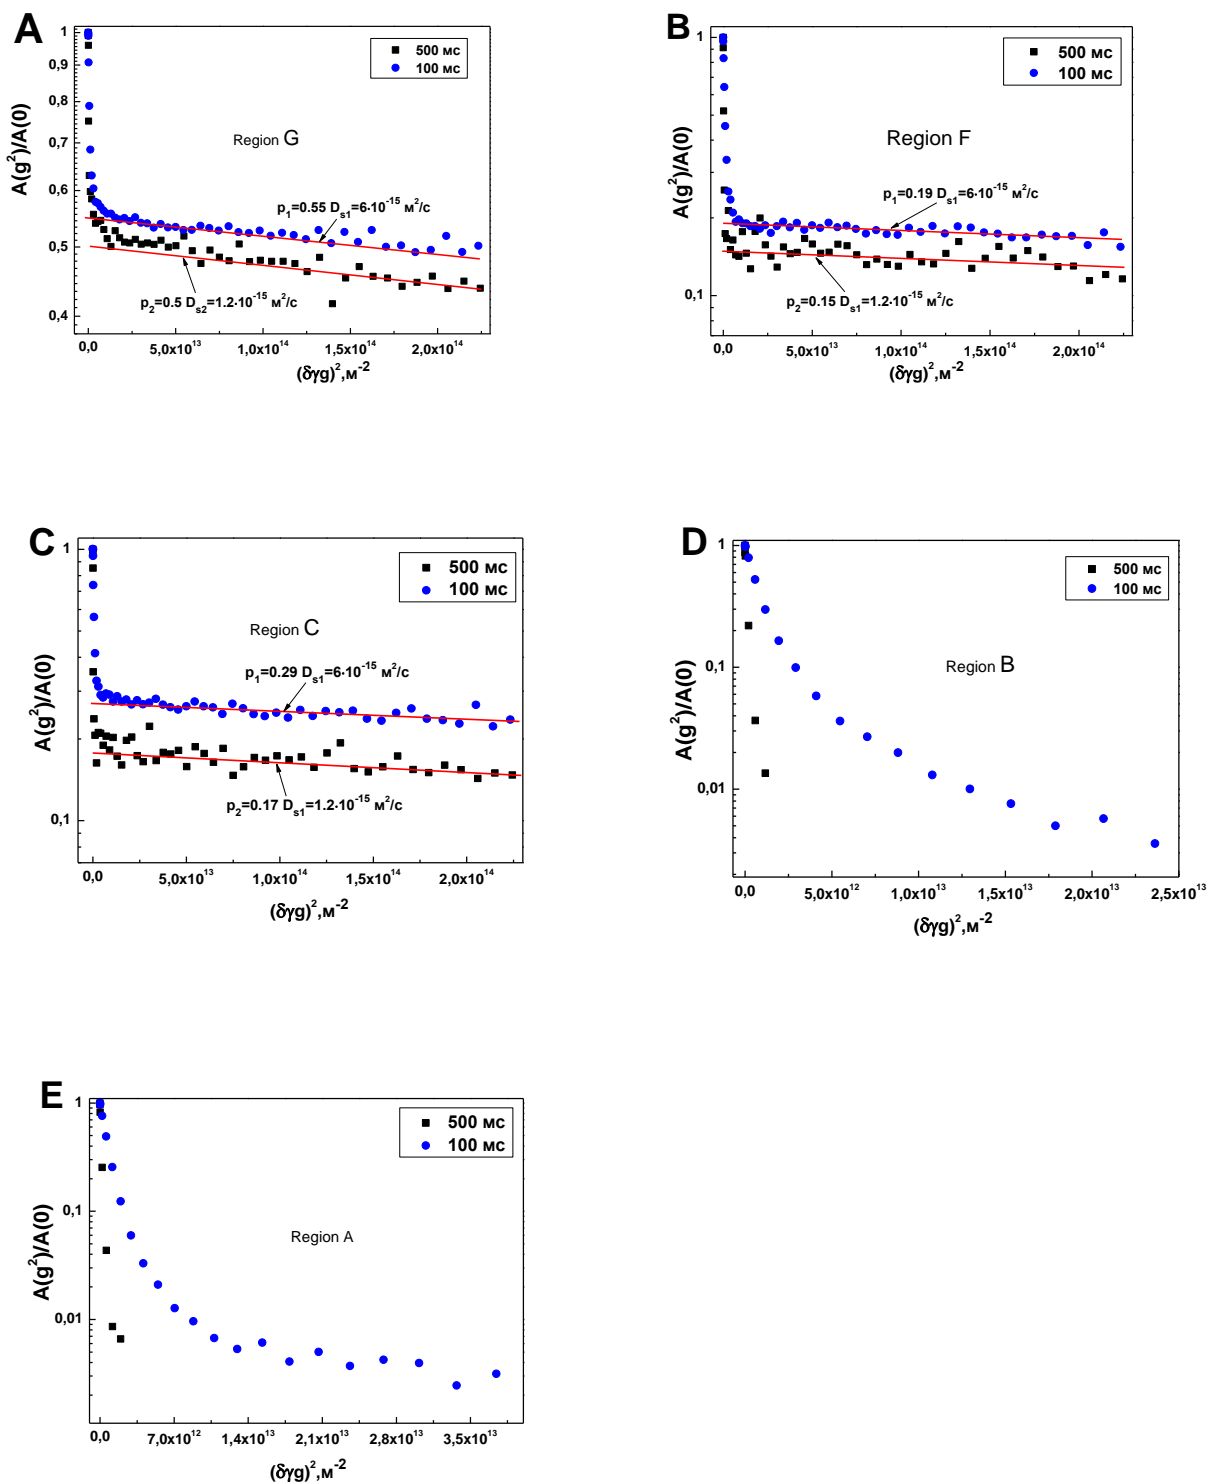 A
A(g²)/A(0)
1
0,9
0,8
0,7
0,6
0,5
0,4
500 мс
100 мс
Region G
p₁=0.55 Dₛ₁=6·10⁻¹⁵ м²/с
p₂=0.5 Dₛ₂=1.2·10⁻¹⁵ м²/с
0,0 5,0x10¹³ 1,0x10¹⁴ 1,5x10¹⁴ 2,0x10¹⁴
(δγg)²,м⁻²
B
A(g²)/A(0)
1
0,1
500 мс
100 мс
Region F
p₁=0.19 Dₛ₁=6·10⁻¹⁵ м²/с
p₂=0.15 Dₛ₁=1.2·10⁻¹⁵ м²/с
0,0 5,0x10¹³ 1,0x10¹⁴ 1,5x10¹⁴ 2,0x10¹⁴
(δγg)²,м⁻²
C
A(g²)/A(0)
1
0,1
500 мс
100 мс
Region C
p₁=0.29 Dₛ₁=6·10⁻¹⁵ м²/с
p₂=0.17 Dₛ₁=1.2·10⁻¹⁵ м²/с
0,0 5,0x10¹³ 1,0x10¹⁴ 1,5x10¹⁴ 2,0x10¹⁴
(δγg)²,м⁻²
D
A(g²)/A(0)
1
0,1
0,01
500 мс
100 мс
Region B
0,0 5,0x10¹² 1,0x10¹³ 1,5x10¹³ 2,0x10¹³ 2,5x10¹³
(δγg)²,м⁻²
E
A(g²)/A(0)
1
0,1
0,01
500 мс
100 мс
Region A
0,0 7,0x10¹² 1,4x10¹³ 2,1x10¹³ 2,8x10¹³ 3,5x10¹³
(δγg)²,м⁻²